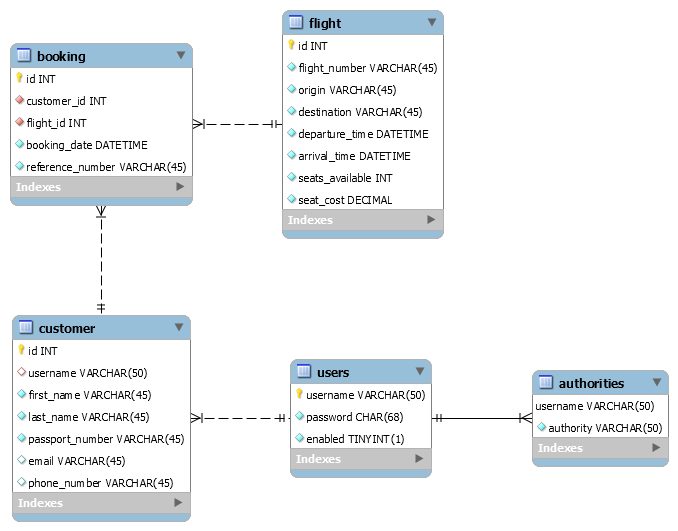 booking
id INT
customer_id INT
flight_id INT
booking_date DATETIME
reference_number VARCHAR(45)
Indexes
flight
id INT
flight_number VARCHAR(45)
origin VARCHAR(45)
destination VARCHAR(45)
departure_time DATETIME
arrival_time DATETIME
seats_available INT
seat_cost DECIMAL
Indexes
customer
id INT
username VARCHAR(50)
first_name VARCHAR(45)
last_name VARCHAR(45)
passport_number VARCHAR(45)
email VARCHAR(45)
phone_number VARCHAR(45)
Indexes
users
username VARCHAR(50)
password CHAR(68)
enabled TINYINT(1)
Indexes
authorities
username VARCHAR(50)
authority VARCHAR(50)
Indexes